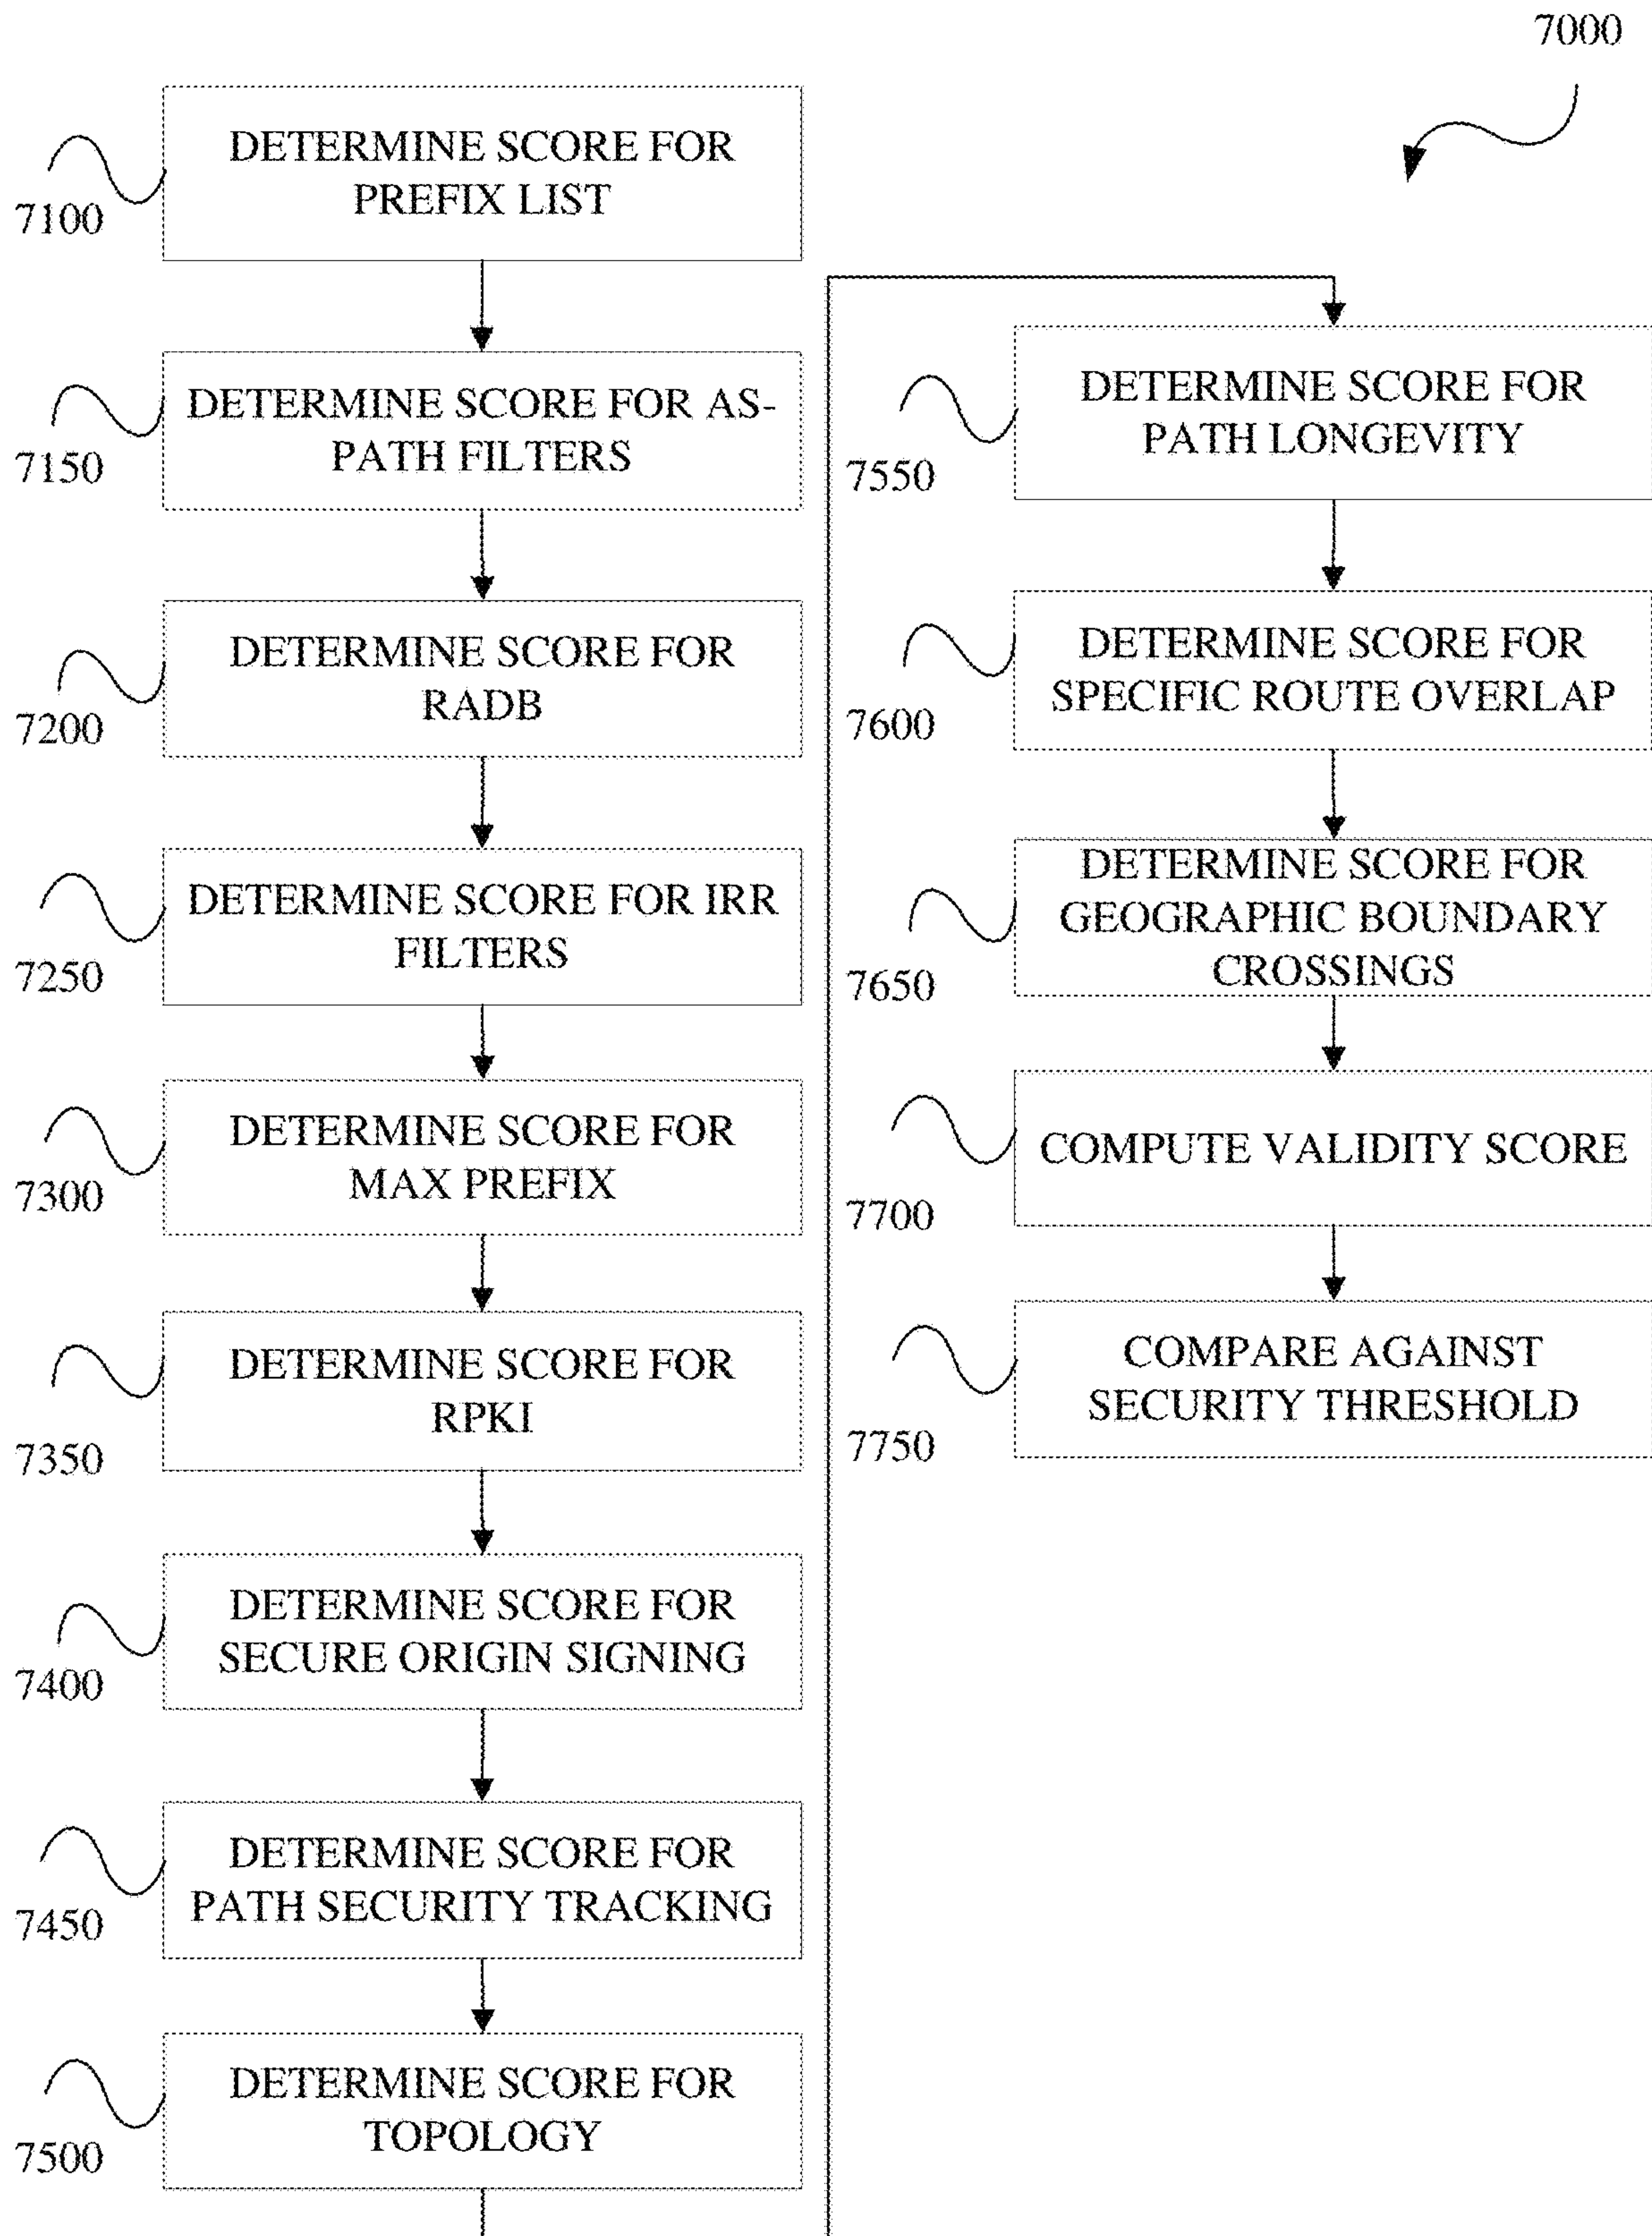 7000
DETERMINE SCORE FOR
PREFIX LIST
7100
DETERMINE SCORE FOR AS-
PATH FILTERS
7150
DETERMINE SCORE FOR
RADB
7200
DETERMINE SCORE FOR IRR
FILTERS
7250
DETERMINE SCORE FOR
MAX PREFIX
7300
DETERMINE SCORE FOR
RPKI
7350
DETERMINE SCORE FOR
SECURE ORIGIN SIGNING
7400
DETERMINE SCORE FOR
PATH SECURITY TRACKING
7450
DETERMINE SCORE FOR
TOPOLOGY
7500
DETERMINE SCORE FOR
PATH LONGEVITY
7550
DETERMINE SCORE FOR
SPECIFIC ROUTE OVERLAP
7600
DETERMINE SCORE FOR
GEOGRAPHIC BOUNDARY
CROSSINGS
7650
COMPUTE VALIDITY SCORE
7700
COMPARE AGAINST
SECURITY THRESHOLD
7750